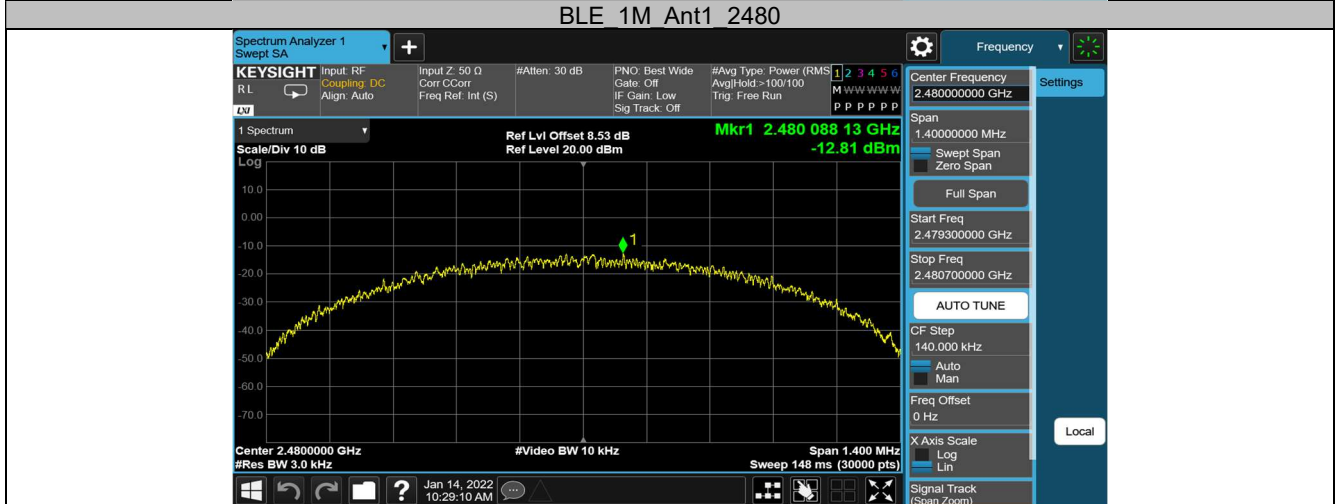 BLE_1M_Ant1_2480
Spectrum Analyzer 1
Swept SA
+
Frequency
KEYSIGHT
RL
LXI
Input: RF
Coupling: DC
Align: Auto
Input Z: 50 Ω
Corr CCorr
Freq Ref: Int (S)
#Atten: 30 dB
PNO: Best Wide
Gate: Off
IF Gain: Low
Sig Track: Off
#Avg Type: Power (RMS
Avg|Hold:>100/100
Trig: Free Run
1 2 3 4 5 6
M W W W W W
P P P P P P
1 Spectrum
Scale/Div 10 dB
Log
Ref Lvl Offset 8.53 dB
Ref Level 20.00 dBm
Mkr1 2.480 088 13 GHz
-12.81 dBm
10.0
0.00
-10.0
-20.0
-30.0
-40.0
-50.0
-60.0
-70.0
1
Center 2.4800000 GHz
#Res BW 3.0 kHz
#Video BW 10 kHz
Span 1.400 MHz
Sweep 148 ms (30000 pts)
Center Frequency
2.480000000 GHz
Settings
Span
1.40000000 MHz
Swept Span
Zero Span
Full Span
Start Freq
2.479300000 GHz
Stop Freq
2.480700000 GHz
AUTO TUNE
CF Step
140.000 kHz
Auto
Man
Freq Offset
0 Hz
X Axis Scale
Log
Lin
Local
Signal Track
(Span Zoom)
?
Jan 14, 2022
10:29:10 AM